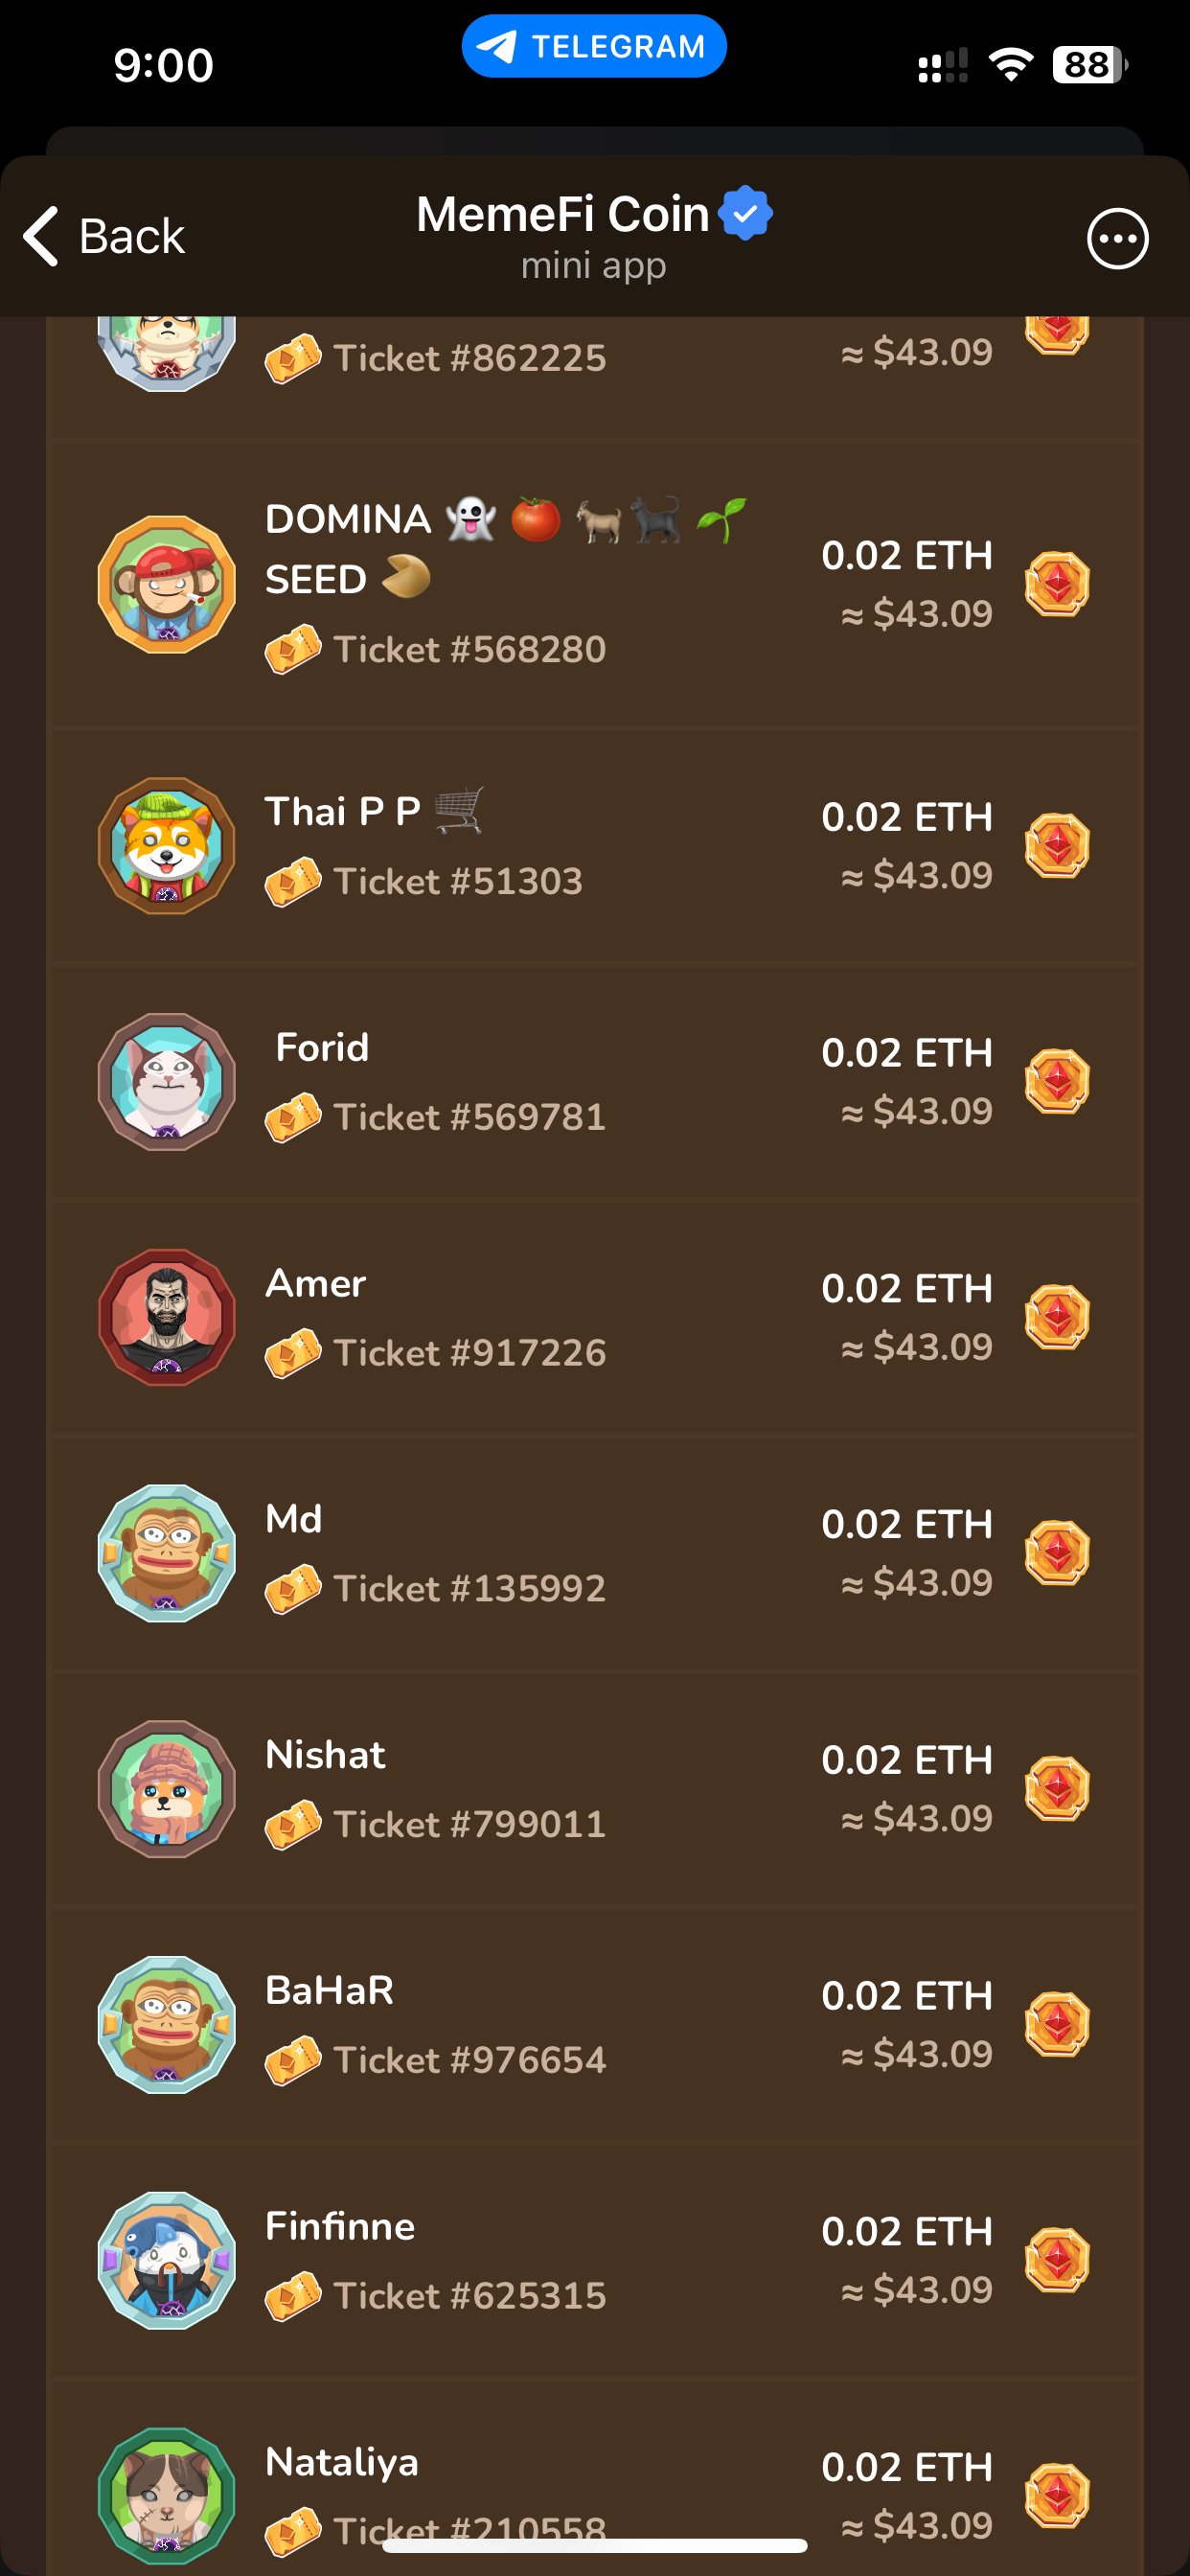 9:00
TELEGRAM
88
Back
MemeFi Coin
mini app
Ticket #862225
≈ $43.09
DOMINA 👻 🍅 🐐🐈‍⬛ 🌱
SEED 🥠
Ticket #568280
0.02 ETH
≈ $43.09
Thai P P 🛒
Ticket #51303
0.02 ETH
≈ $43.09
Forid
Ticket #569781
0.02 ETH
≈ $43.09
Amer
Ticket #917226
0.02 ETH
≈ $43.09
Md
Ticket #135992
0.02 ETH
≈ $43.09
Nishat
Ticket #799011
0.02 ETH
≈ $43.09
BaHaR
Ticket #976654
0.02 ETH
≈ $43.09
Finfinne
Ticket #625315
0.02 ETH
≈ $43.09
Nataliya
Ticket #210558
0.02 ETH
≈ $43.09